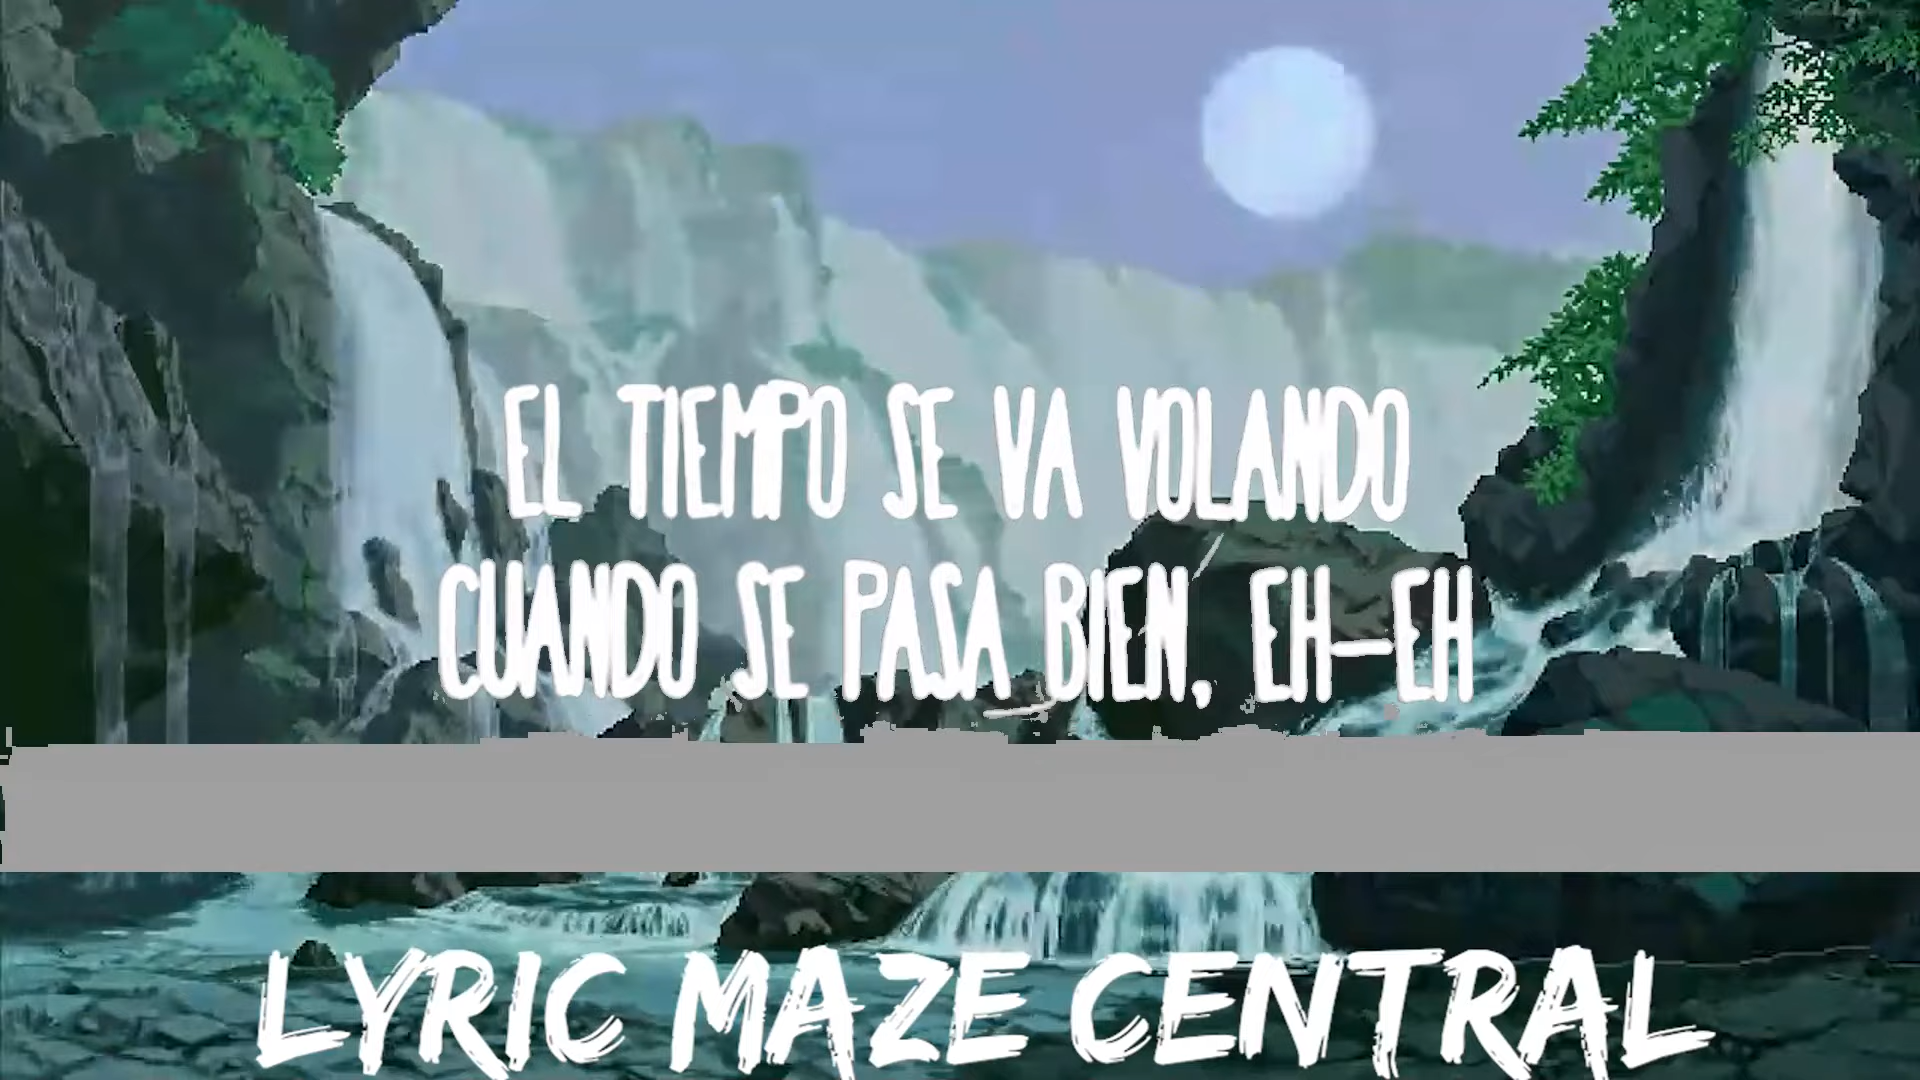 EL TIEMPO SE VA VOLANDO
CUANDO SE PASA BIEN, EH-EH
LYRIC MAZE CENTRAL